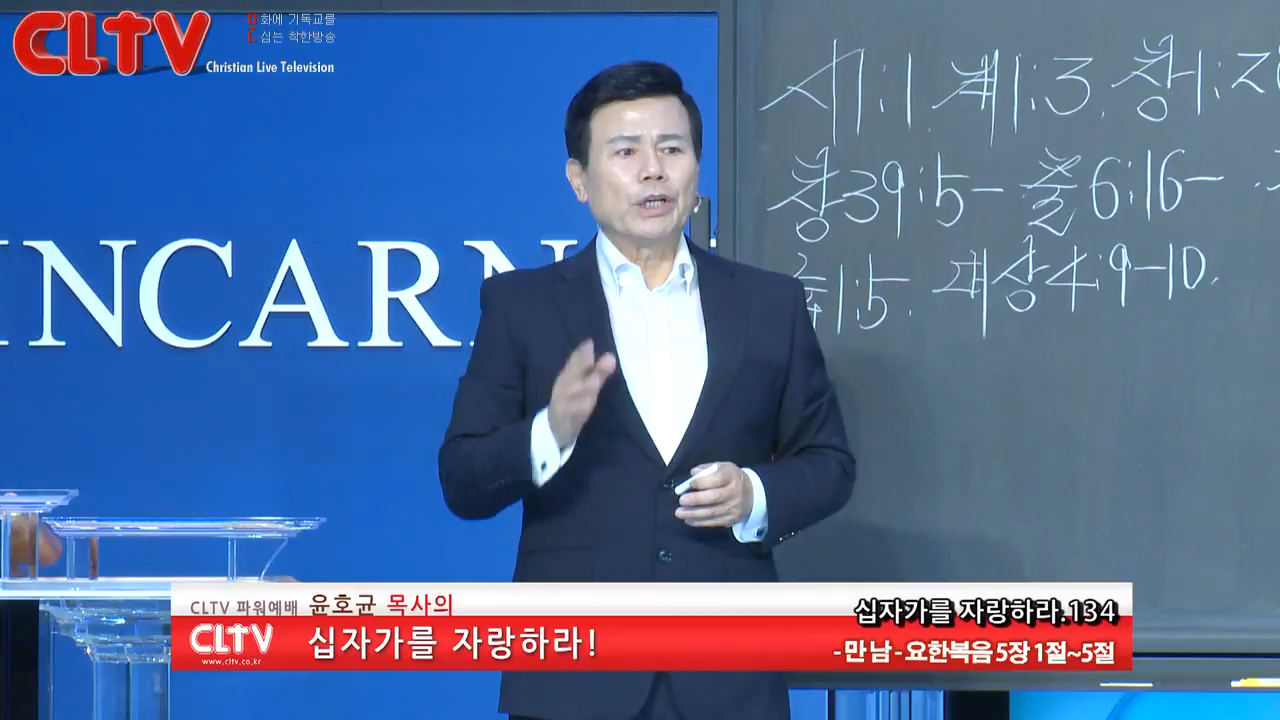 CLTV
문화에 기독교를
심는 착한방송
Christian Live Television
INCARN
시1:1 계1:3. 창1:
창39:5- 출6:16-
1:5. 대상4:9-10.
CLTV 파워예배 윤호균 목사의
십자가를 자랑하라.134
CLTV
www.cltv.co.kr
십자가를 자랑하라!
-만 남- 요한복음 5장 1절~5절